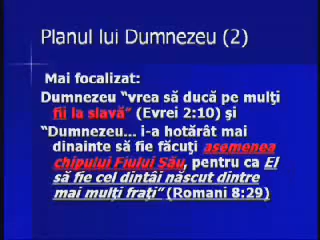 Planul lui Dumnezeu (2)
Mai focalizat:
Dumnezeu “vrea să ducă pe mulţi
fii la slavă” (Evrei 2:10) şi
“Dumnezeu... i-a hotărât mai
dinainte să fie făcuţi asemenea
chipului Fiului Său, pentru ca El
să fie cel dintâi născut dintre
mai mulţi fraţi” (Romani 8:29)